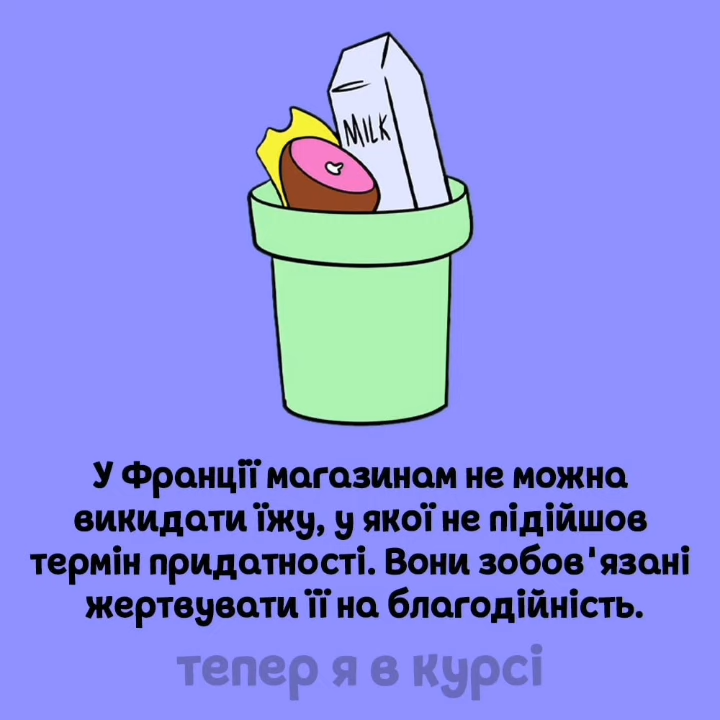 MILK
У Франції магазинам не можна
викидати їжу, у якої не підійшов
термін придатності. Вони зобов'язані
жертвувати її на благодійність.
тепер я в курсі